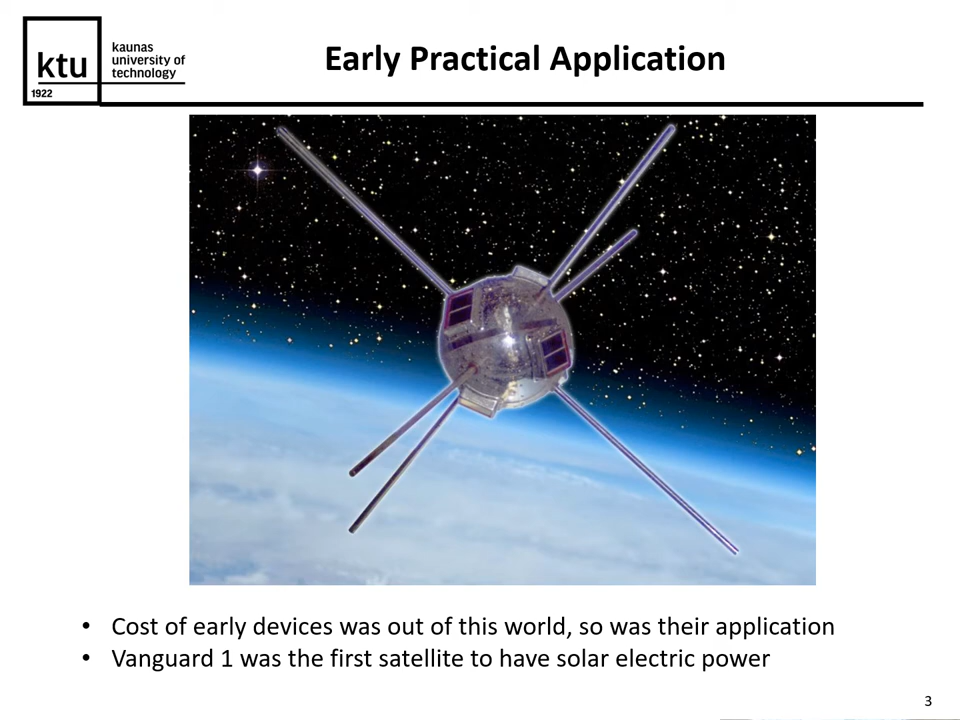 ktu
1922
kaunas
university of
technology
Early Practical Application
• Cost of early devices was out of this world, so was their application
• Vanguard 1 was the first satellite to have solar electric power
3